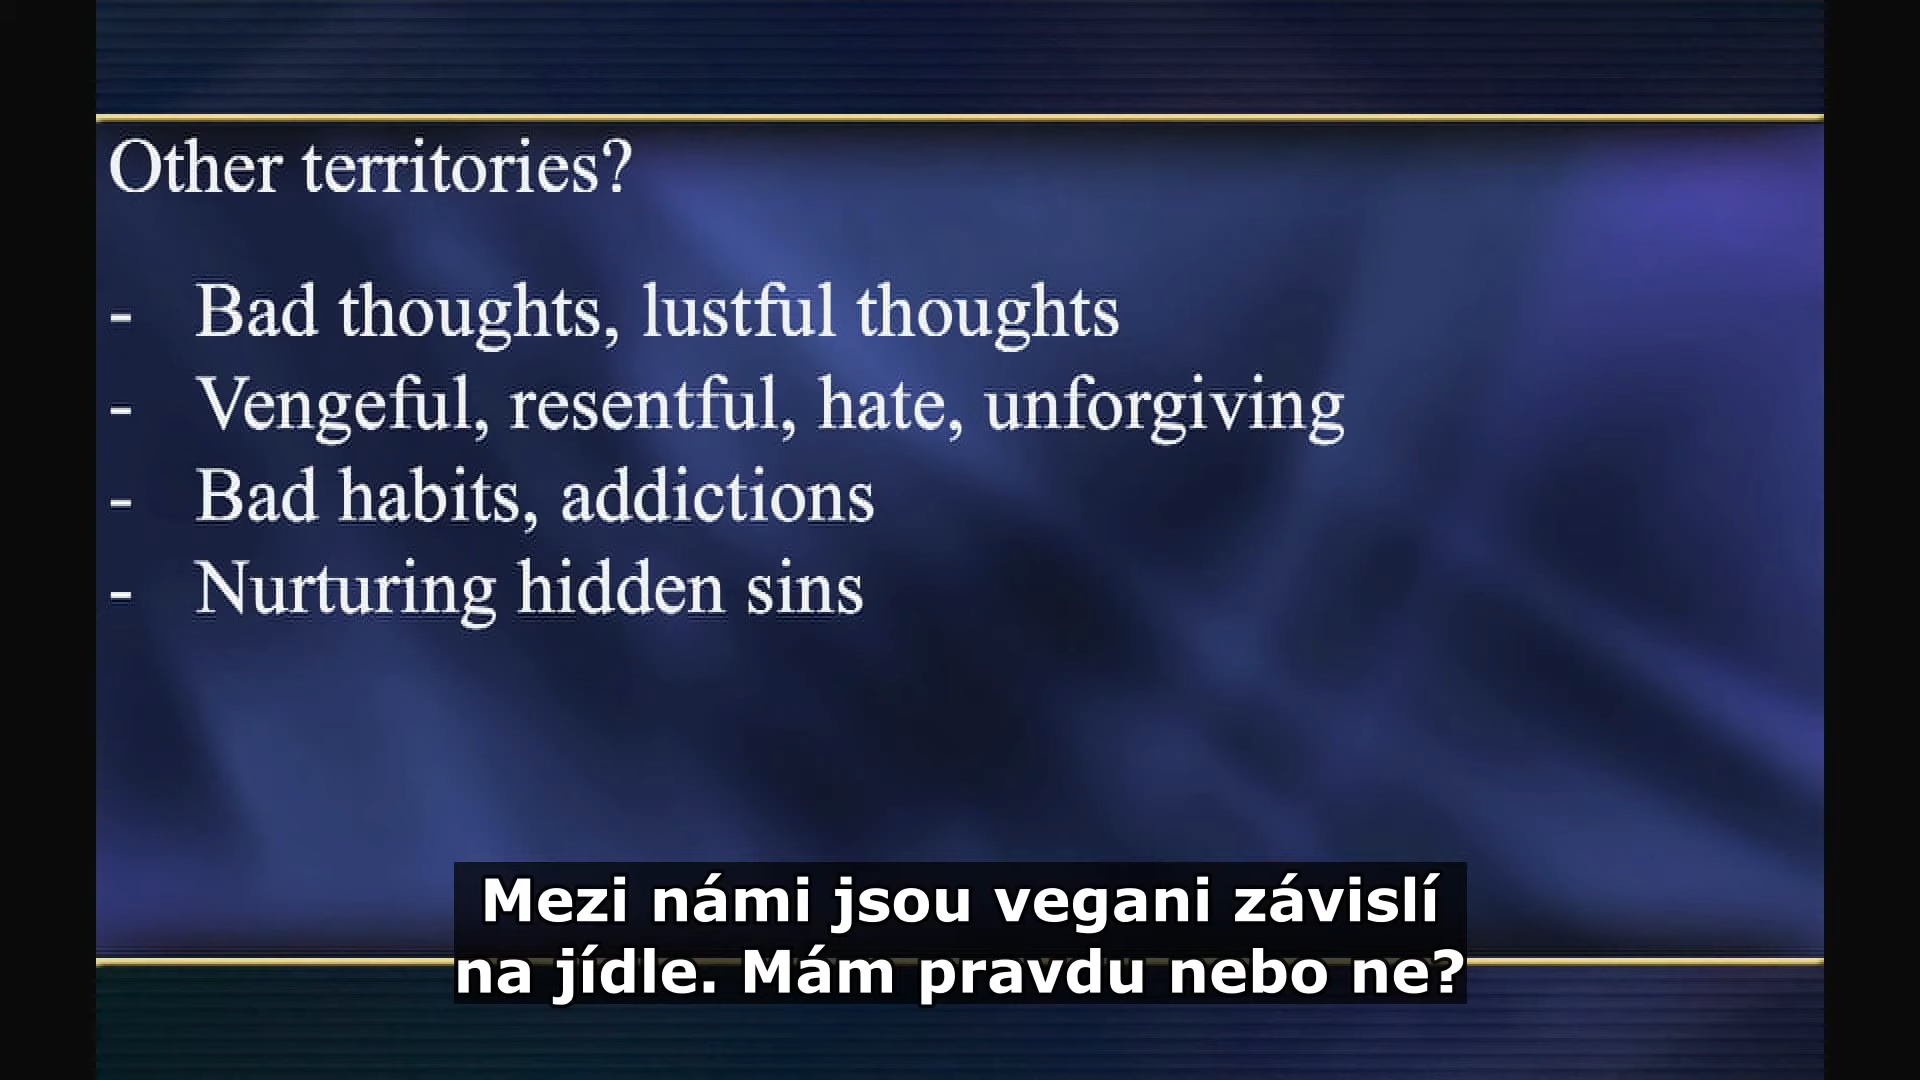 Other territories?
- Bad thoughts, lustful thoughts
- Vengeful, resentful, hate, unforgiving
- Bad habits, addictions
- Nurturing hidden sins
Mezi námi jsou vegani závislí
na jídle. Mám pravdu nebo ne?